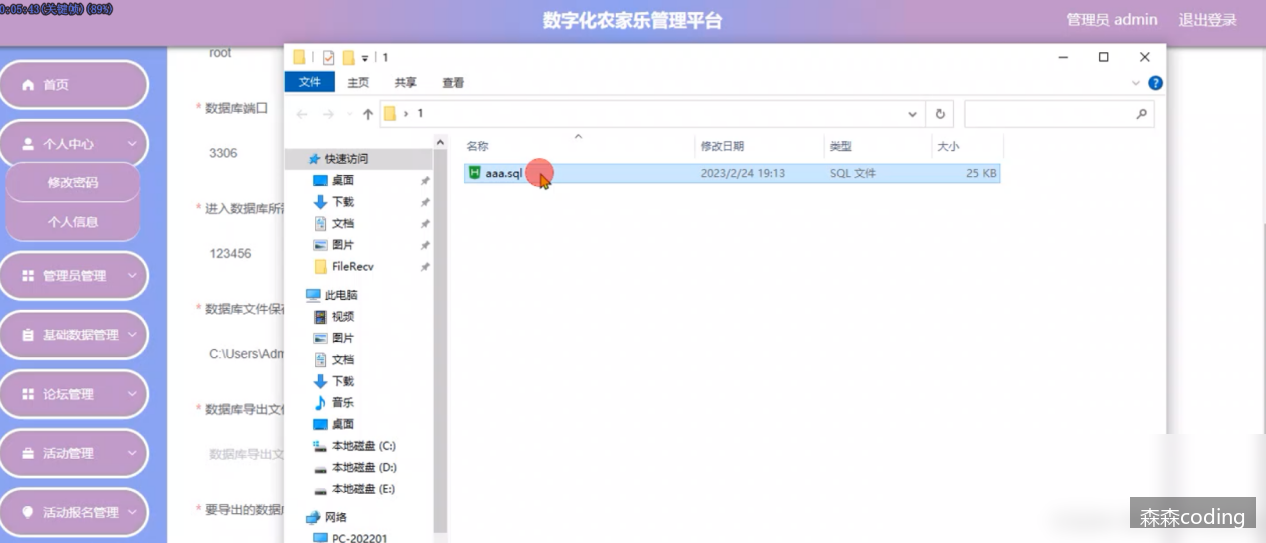 0:05:43(关键帧)(89%)
数字化农家乐管理平台
管理员 admin 退出登录
首页
个人中心
修改密码
个人信息
管理员管理
基础数据管理
论坛管理
活动管理
活动报名管理
root
* 数据库端口
3306
* 进入数据库所
123456
* 数据库文件保存
C:\Users\Adm
* 数据库导出文
数据库导出文
* 要导出的数据
1
文件 主页 共享 查看
1
名称 修改日期 类型 大小
aaa.sql 2023/2/24 19:13 SQL 文件 25 KB
快速访问
桌面
下载
文档
图片
FileRecv
此电脑
视频
图片
文档
下载
音乐
桌面
本地磁盘 (C:)
本地磁盘 (D:)
本地磁盘 (E:)
网络
PC-202201
森森coding